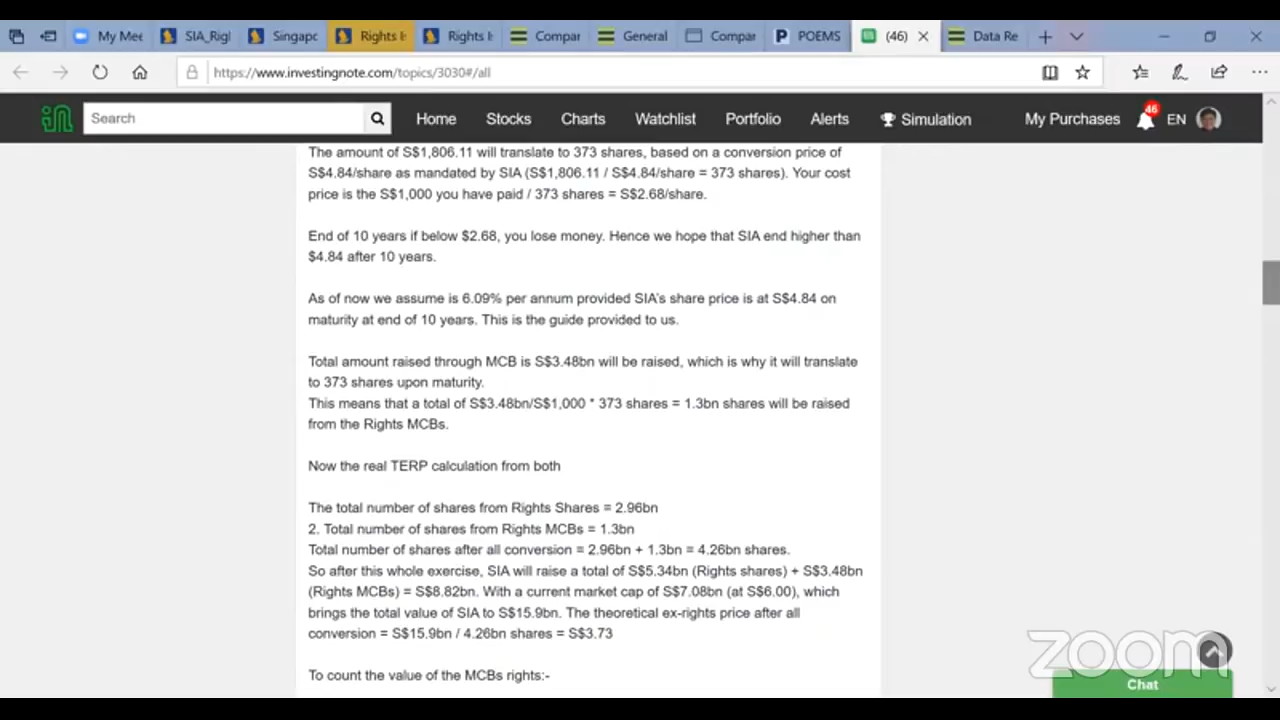 My Mee
SIA_Rigl
Singapc
Rights I
Rights I
Compar
General
Compar
POEMS
(46)
Data Re
https://www.investingnote.com/topics/3030#/all
Search
Home
Stocks
Charts
Watchlist
Portfolio
Alerts
Simulation
My Purchases
46
EN
The amount of S$1,806.11 will translate to 373 shares, based on a conversion price of
S$4.84/share as mandated by SIA (S$1,806.11 / S$4.84/share = 373 shares). Your cost
price is the S$1,000 you have paid / 373 shares = S$2.68/share.
End of 10 years if below $2.68, you lose money. Hence we hope that SIA end higher than
$4.84 after 10 years.
As of now we assume is 6.09% per annum provided SIA's share price is at S$4.84 on
maturity at end of 10 years. This is the guide provided to us.
Total amount raised through MCB is S$3.48bn will be raised, which is why it will translate
to 373 shares upon maturity.
This means that a total of S$3.48bn/S$1,000 * 373 shares = 1.3bn shares will be raised
from the Rights MCBs.
Now the real TERP calculation from both
The total number of shares from Rights Shares = 2.96bn
2. Total number of shares from Rights MCBs = 1.3bn
Total number of shares after all conversion = 2.96bn + 1.3bn = 4.26bn shares.
So after this whole exercise, SIA will raise a total of S$5.34bn (Rights shares) + S$3.48bn
(Rights MCBs) = S$8.82bn. With a current market cap of S$7.08bn (at S$6.00), which
brings the total value of SIA to S$15.9bn. The theoretical ex-rights price after all
conversion = S$15.9bn / 4.26bn shares = S$3.73
To count the value of the MCBs rights:-
zoom
Chat